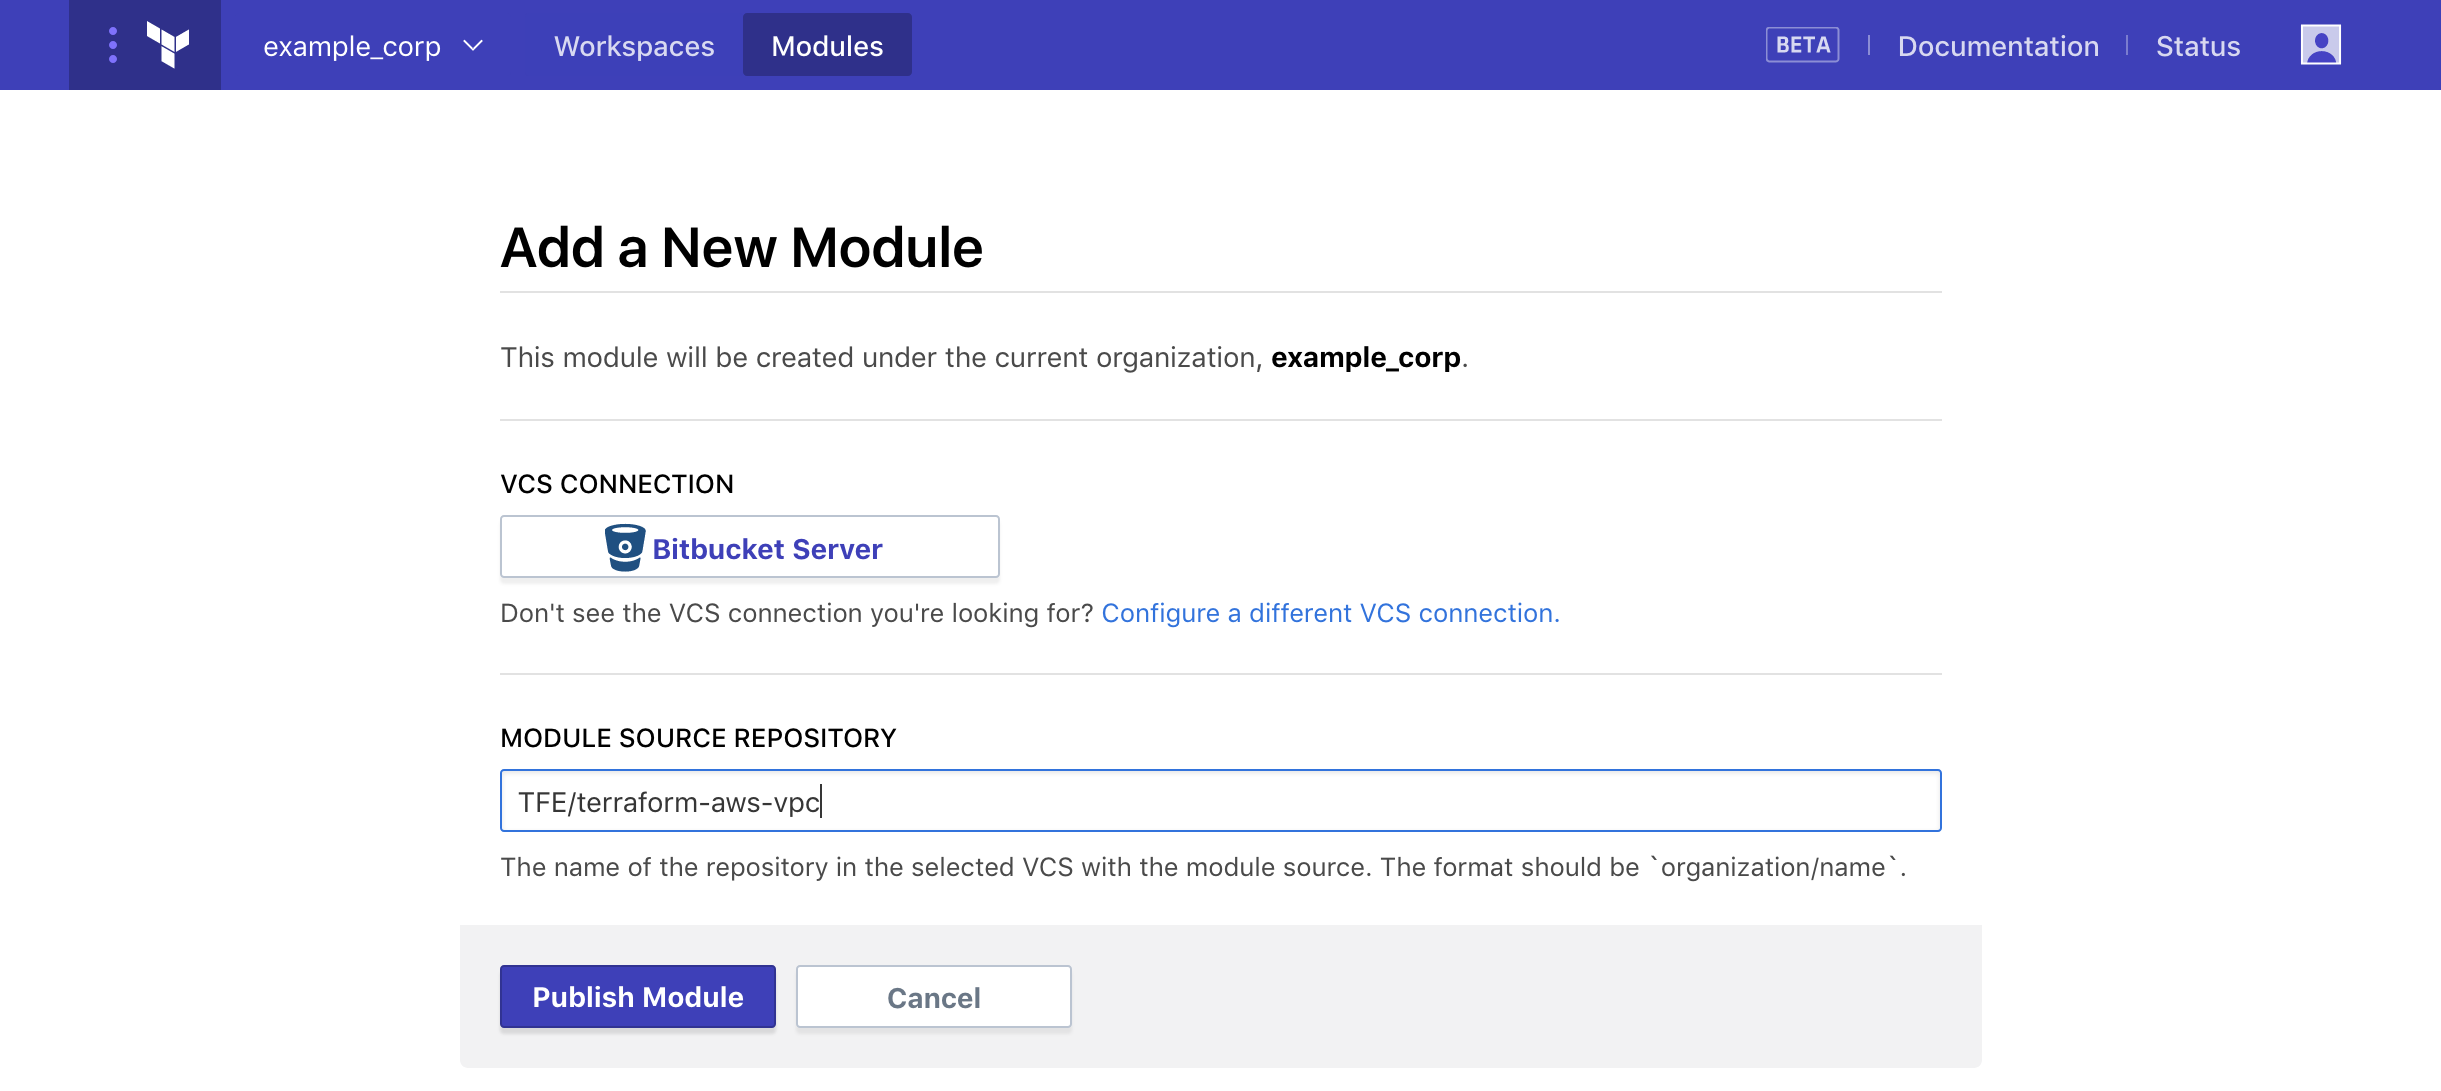 example_corp Workspaces Modules BETA Documentation Status
Add a New Module
This module will be created under the current organization, example_corp.
VCS CONNECTION
Bitbucket Server
Don't see the VCS connection you're looking for? Configure a different VCS connection.
MODULE SOURCE REPOSITORY
TFE/terraform-aws-vpc
The name of the repository in the selected VCS with the module source. The format should be `organization/name`.
Publish Module Cancel